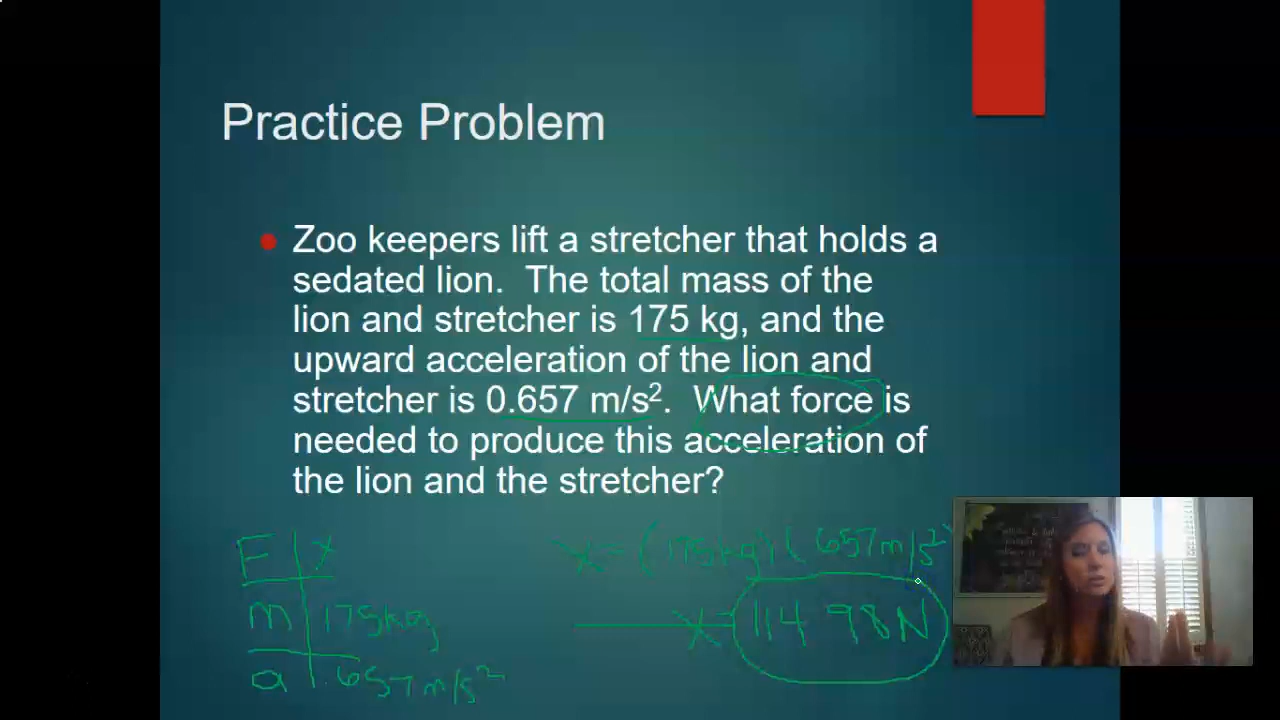 Practice Problem
Zoo keepers lift a stretcher that holds a
sedated lion. The total mass of the
lion and stretcher is 175 kg, and the
upward acceleration of the lion and
stretcher is 0.657 m/s². What force is
needed to produce this acceleration of
the lion and the stretcher?
F x
m 175kg
a .657m/s²
x = (175kg)(.657m/s²)
x = 114.98N